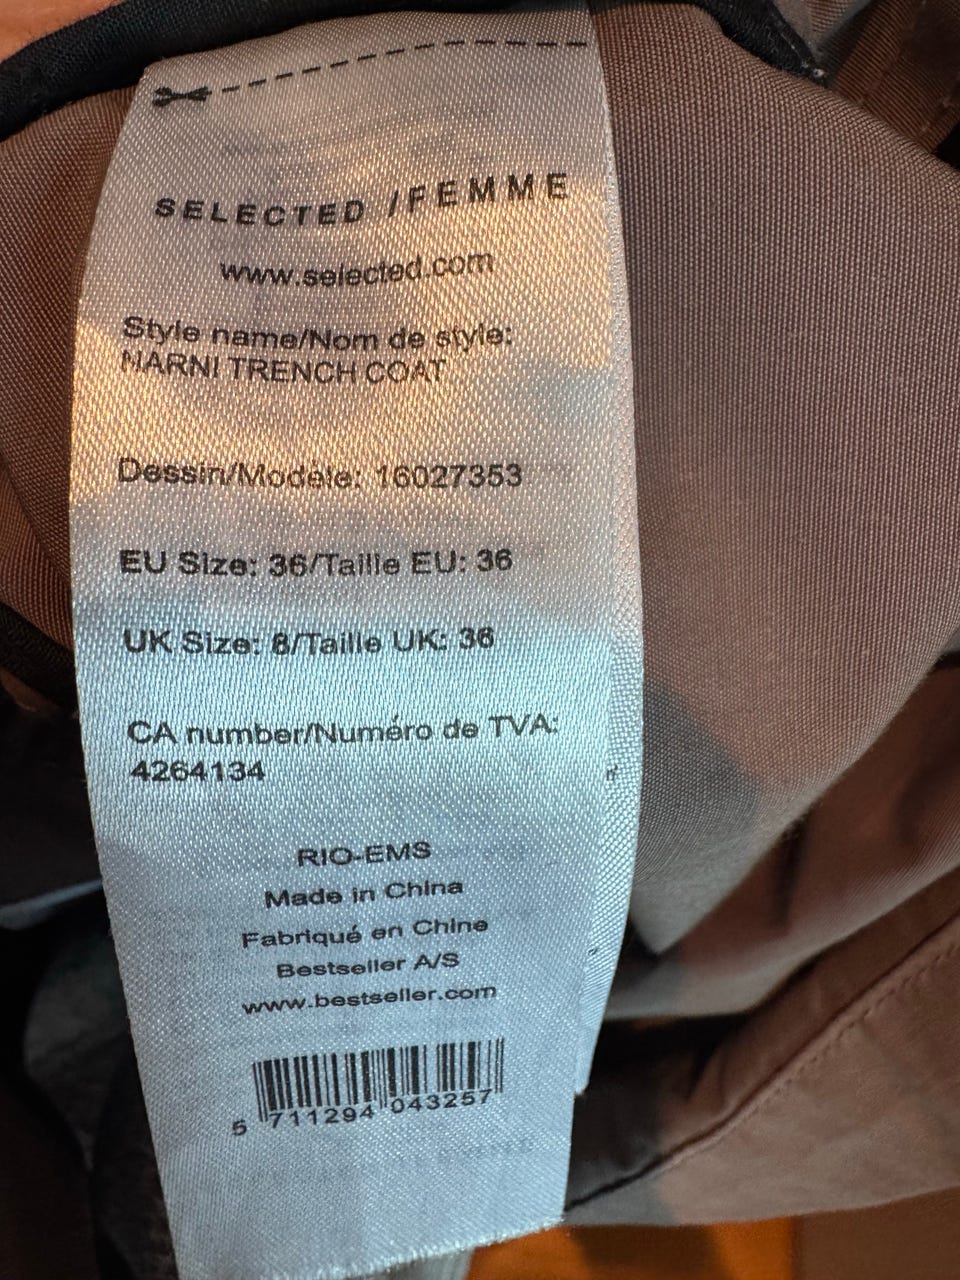 SELECTED /FEMME
www.selected.com
Style name/Nom de style:
MARNI TRENCH COAT
Dessin/Modèle: 16027353
EU Size: 36/Taille EU: 36
UK Size: 8/Taille UK: 36
CA number/Numéro de TVA:
4264134
RIO-EMS
Made in China
Fabriqué en Chine
Bestseller A/S
www.bestseller.com
5 711294 043257